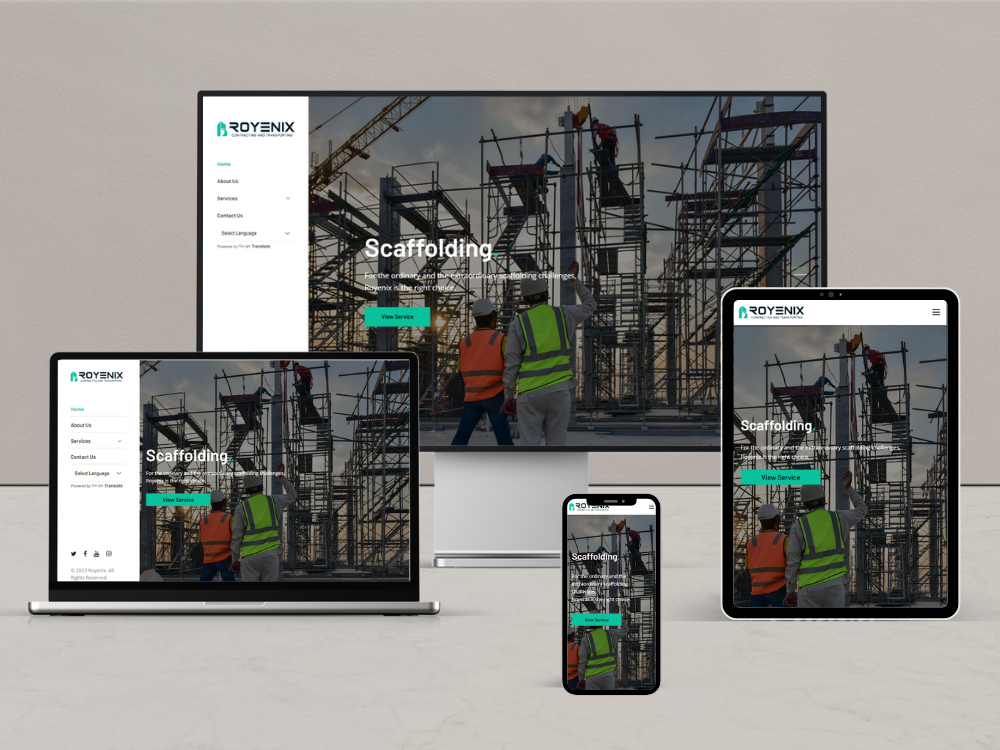 ROYENIX
CONTRACTING AND TRANSPORTING
Home
About Us
Services
Contact Us
Select Language
Powered by Google Translate
Scaffolding.
For the ordinary and the extraordinary scaffolding challenges,
Royenix is the right choice.
View Service
ROYENIX
CONTRACTING AND TRANSPORTING
Home
About Us
Services
Contact Us
Select Language
Powered by Google Translate
© 2023 Royenix. All
Rights Reserved.
Scaffolding.
For the ordinary and the extraordinary scaffolding challenges,
Royenix is the right choice.
View Service
ROYENIX
CONTRACTING AND TRANSPORTING
Scaffolding.
For the ordinary and the extraordinary scaffolding challenges,
Royenix is the right choice.
View Service
ROYENIX
Scaffolding
For the ordinary and the
extraordinary scaffolding
challenges,
Royenix is the right choice.
View Service